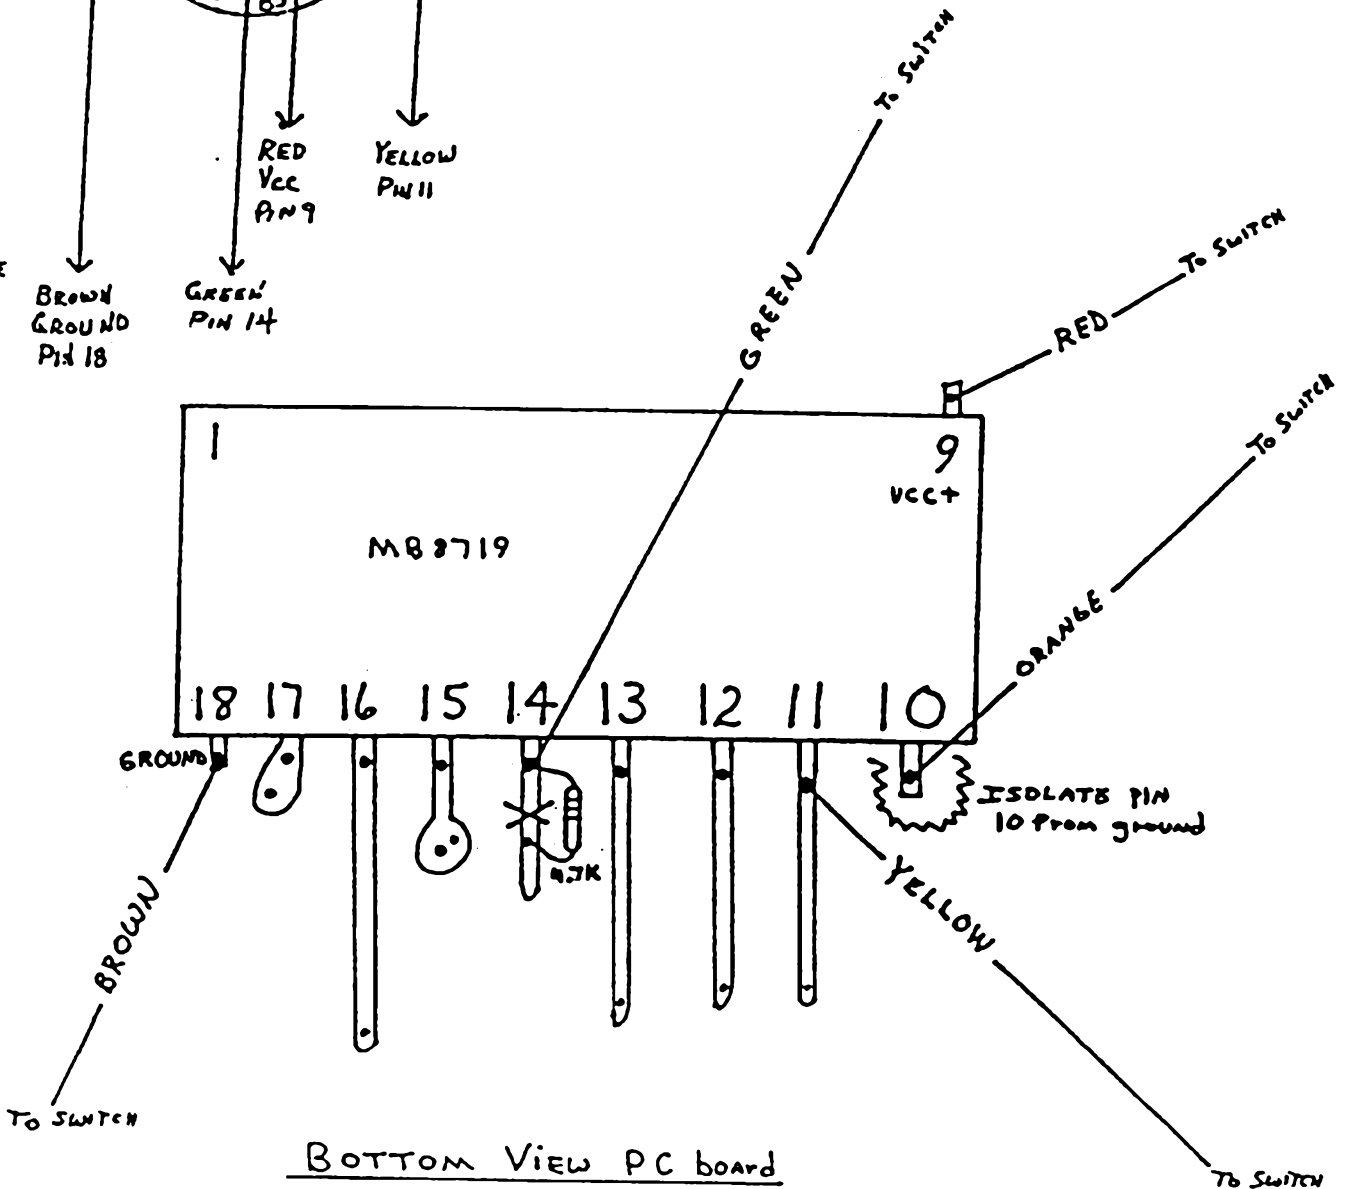 RED
VCC
PIN 9
YELLOW
PIN 11
BROWN
GROUND
PIN 18
GREEN
PIN 14
TO SWITCH
GREEN
TO SWITCH
RED
TO SWITCH
ORANGE
1
9
VCC+
MB8719
18 17 16 15 14 13 12 11 10
GROUND
4.7K
ISOLATE PIN
10 from ground
YELLOW
BROWN
TO SWITCH
TO SWITCH
BOTTOM VIEW PC board